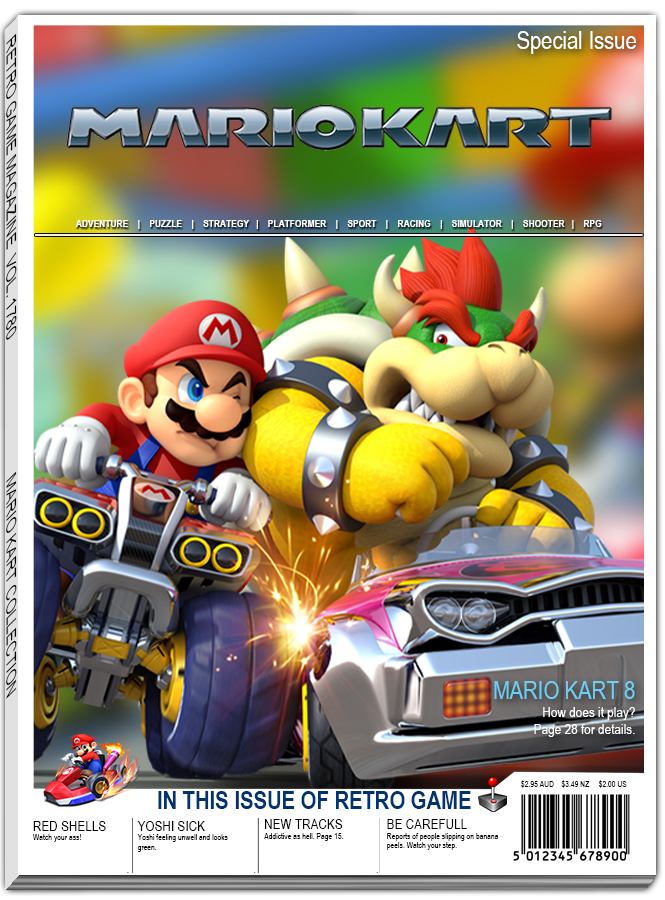 Special Issue
MARIOKART
ADVENTURE | PUZZLE | STRATEGY | PLATFORMER | SPORT | RACING | SIMULATOR | SHOOTER | RPG
RETRO GAME MAGAZINE VOL. 1780
MARIO KART COLLECTION
M
M
MARIO KART 8
How does it play?
Page 28 for details.
IN THIS ISSUE OF RETRO GAME
$2.95 AUD $3.49 NZ $2.00 US
RED SHELLS
Watch your ass!
YOSHI SICK
Yoshi feeling unwell and looks
green.
NEW TRACKS
Addictive as hell. Page 15.
BE CAREFULL
Reports of people slipping on banana
peels. Watch your step.
5 012345 678900